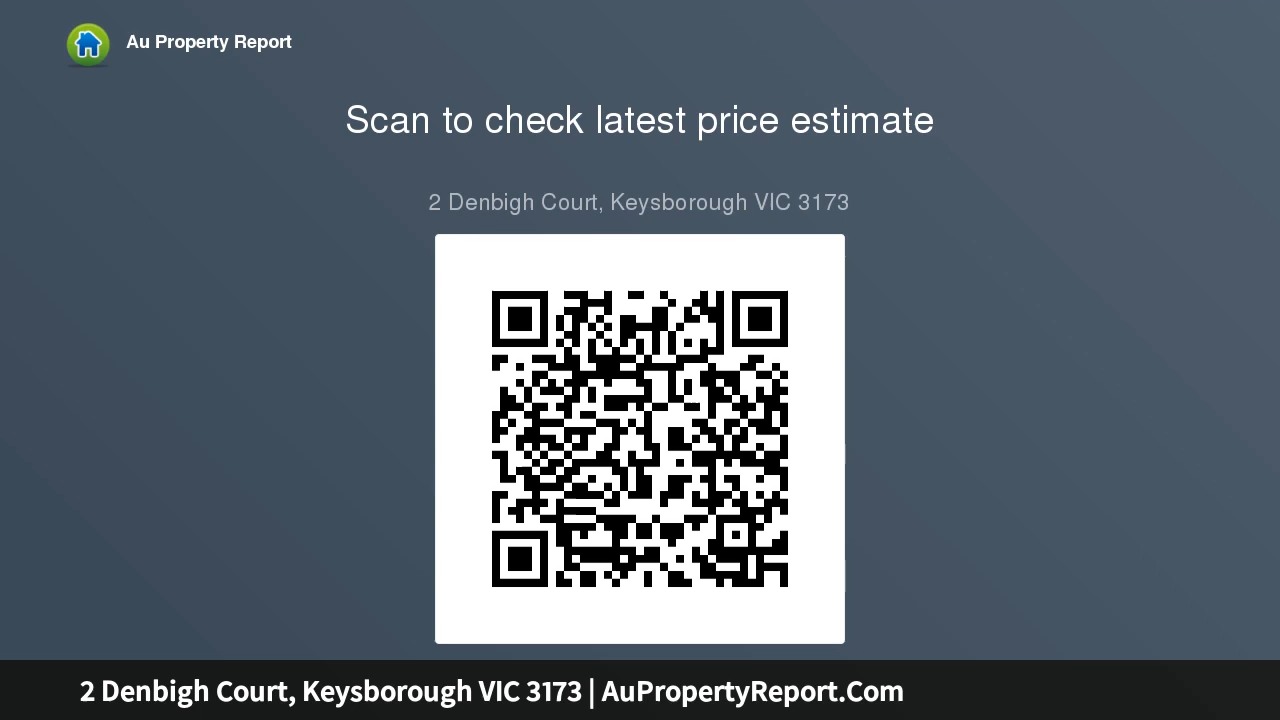 Au Property Report
Scan to check latest price estimate
2 Denbigh Court, Keysborough VIC 3173
2 Denbigh Court, Keysborough VIC 3173 | AuPropertyReport.Com